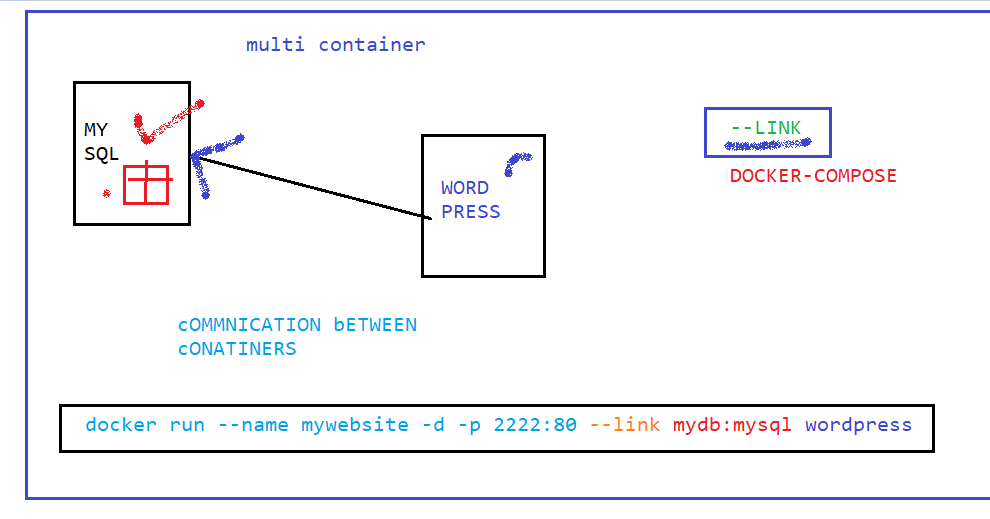 multi container
MY
SQL
WORD
PRESS
--LINK
DOCKER-COMPOSE
cOMMNICATION bETWEEN
cONATINERS
docker run --name mywebsite -d -p 2222:80 --link mydb:mysql wordpress